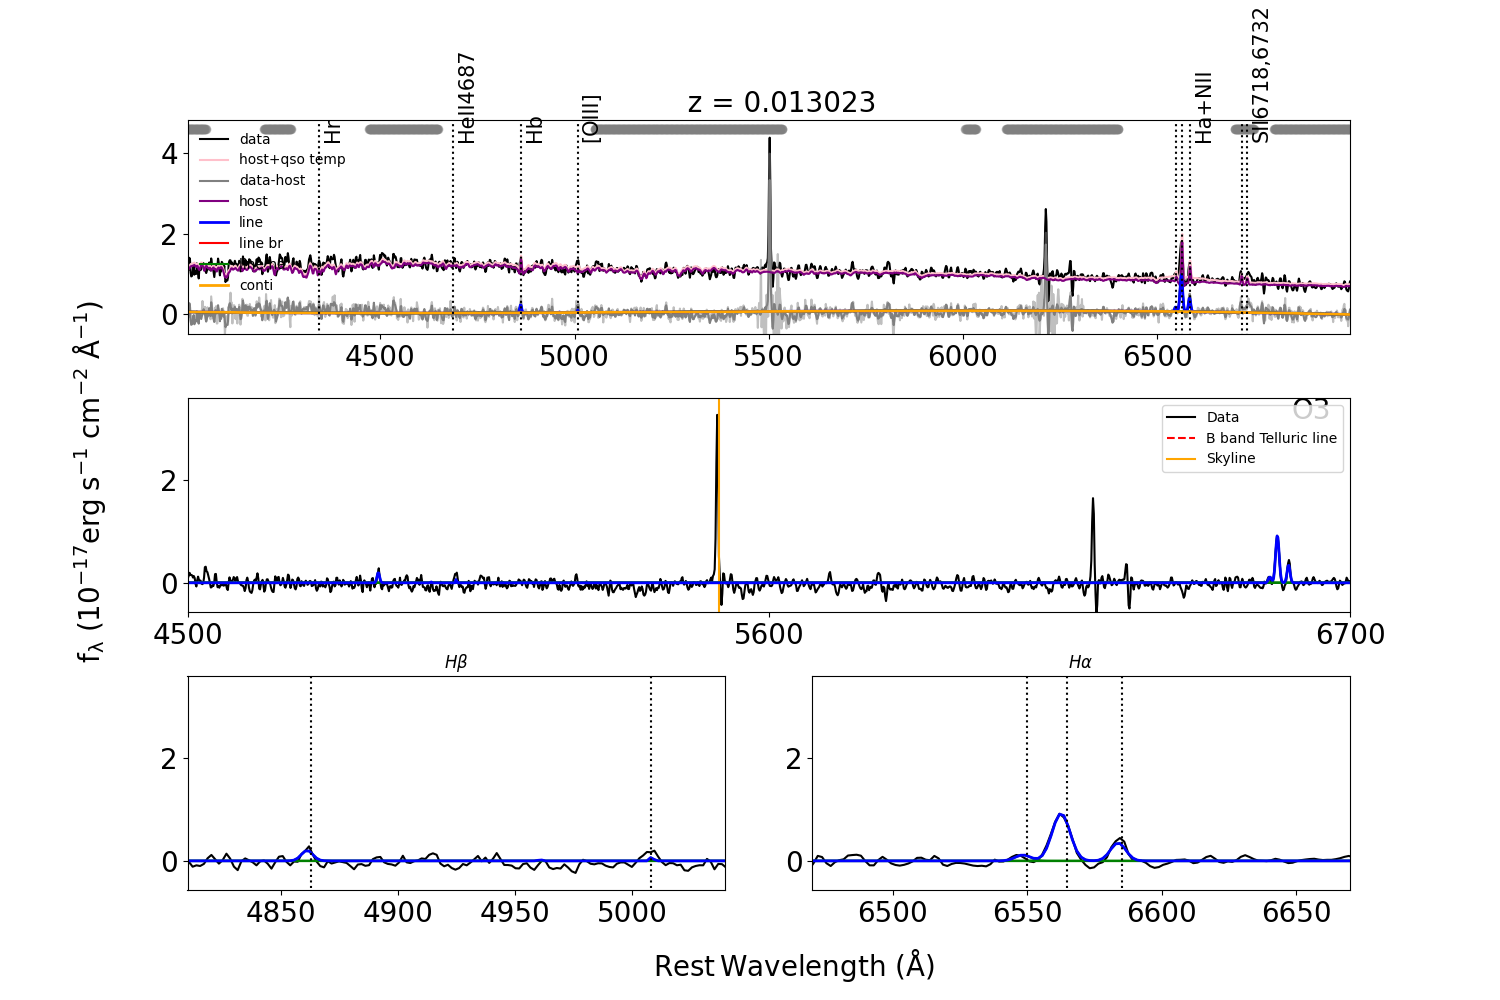 z = 0.013023
Hr
HeII4687
Hb
[OIII]
Ha+NII
SII6718,6732
data
host+qso temp
data-host
host
line
line br
conti
4
2
0
4500 5000 5500 6000 6500
O3
Data
B band Telluric line
Skyline
2
0
4500 5600 6700
fλ (10⁻¹⁷erg s⁻¹ cm⁻² Å⁻¹)
Hβ
2
0
4850 4900 4950 5000
Hα
2
0
6500 6550 6600 6650
Rest Wavelength (Å)